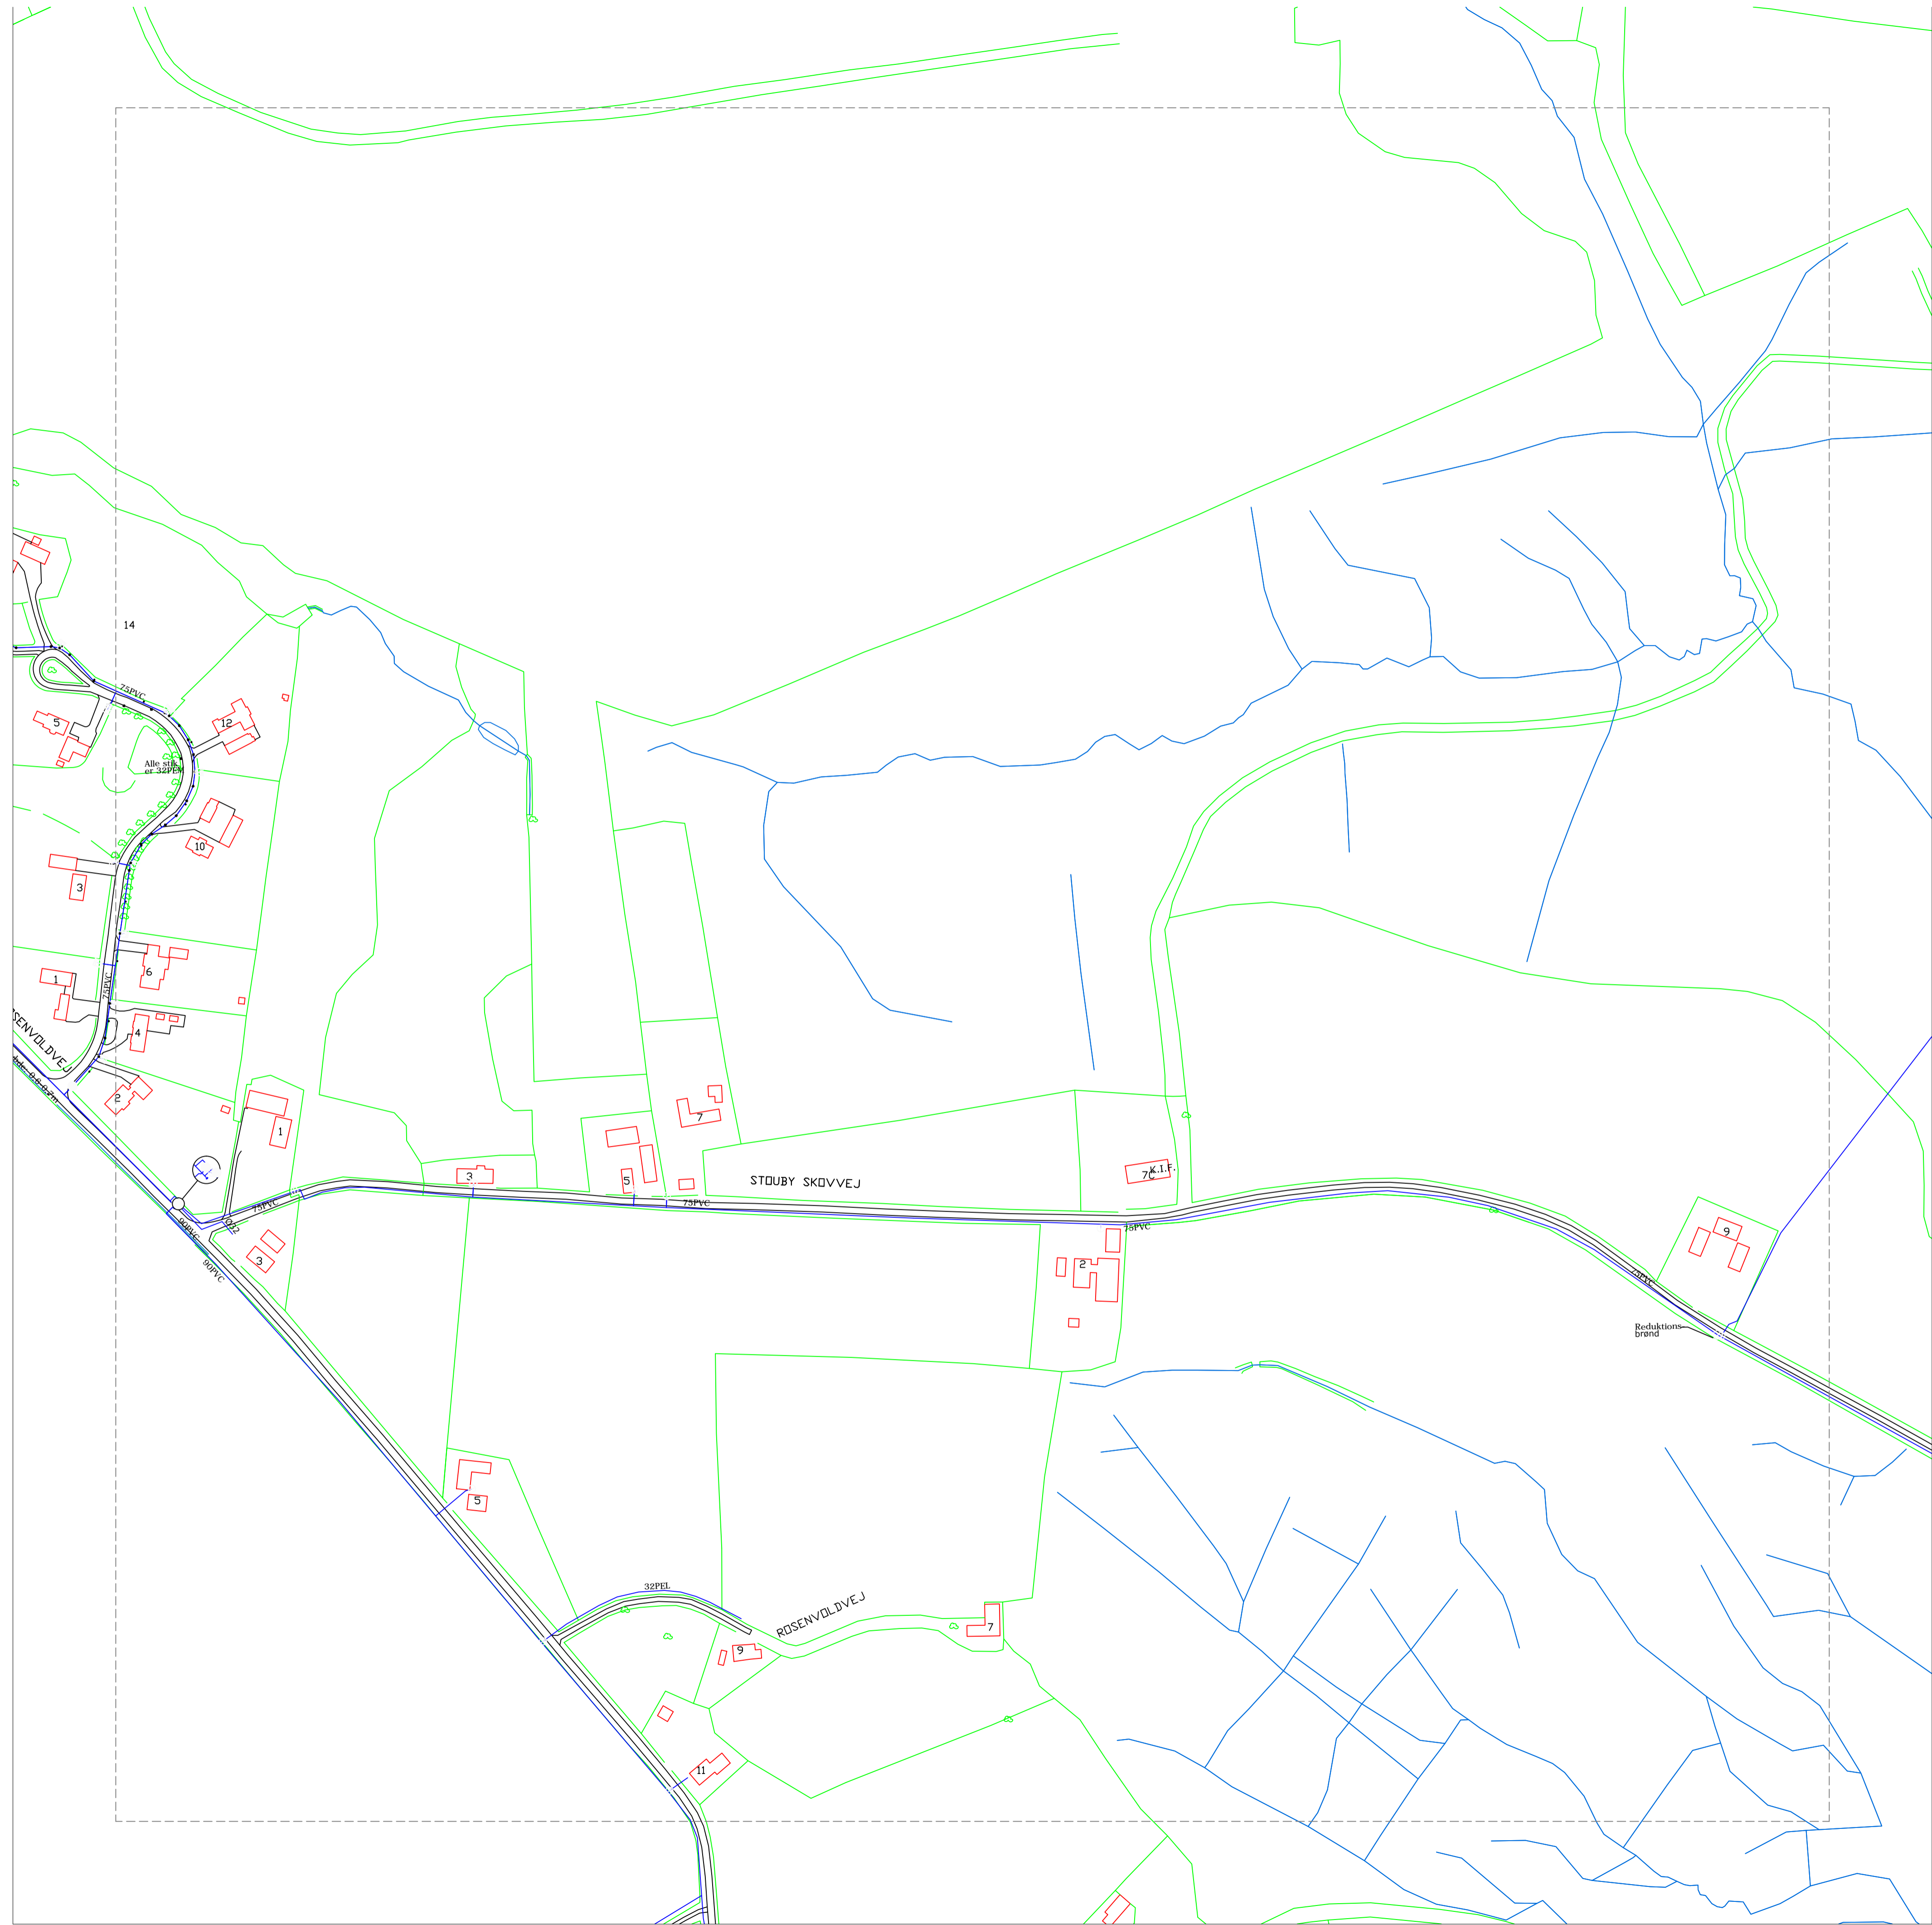 14
75PVC
12
5
Alle stik
er 32PEM
10
3
6
1
75PVC
4
SENVOLDVEJ
2
7
1
K.I.F.
7C
3
5
STOUBY SKOVVEJ
75PVC
75PVC
90PVC
75PVC
9
3
2
90PVC
75PVC
Reduktions-
brønd
5
32PEL
ROSENVOLDVEJ
7
9
11